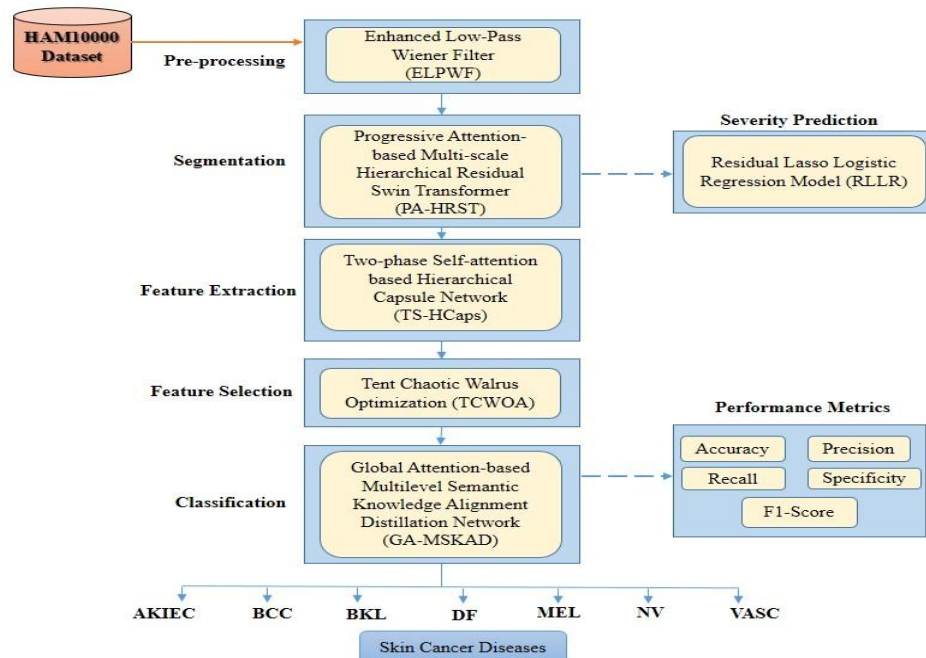 HAM10000
Dataset
Pre-processing
Enhanced Low-Pass
Wiener Filter
(ELPWF)
Segmentation
Progressive Attention-
based Multi-scale
Hierarchical Residual
Swin Transformer
(PA-HRST)
Severity Prediction
Residual Lasso Logistic
Regression Model (RLLR)
Feature Extraction
Two-phase Self-attention
based Hierarchical
Capsule Network
(TS-HCaps)
Feature Selection
Tent Chaotic Walrus
Optimization (TCWOA)
Classification
Global Attention-based
Multilevel Semantic
Knowledge Alignment
Distillation Network
(GA-MSKAD)
Performance Metrics
Accuracy
Precision
Recall
Specificity
F1-Score
AKIEC
BCC
BKL
DF
MEL
NV
VASC
Skin Cancer Diseases